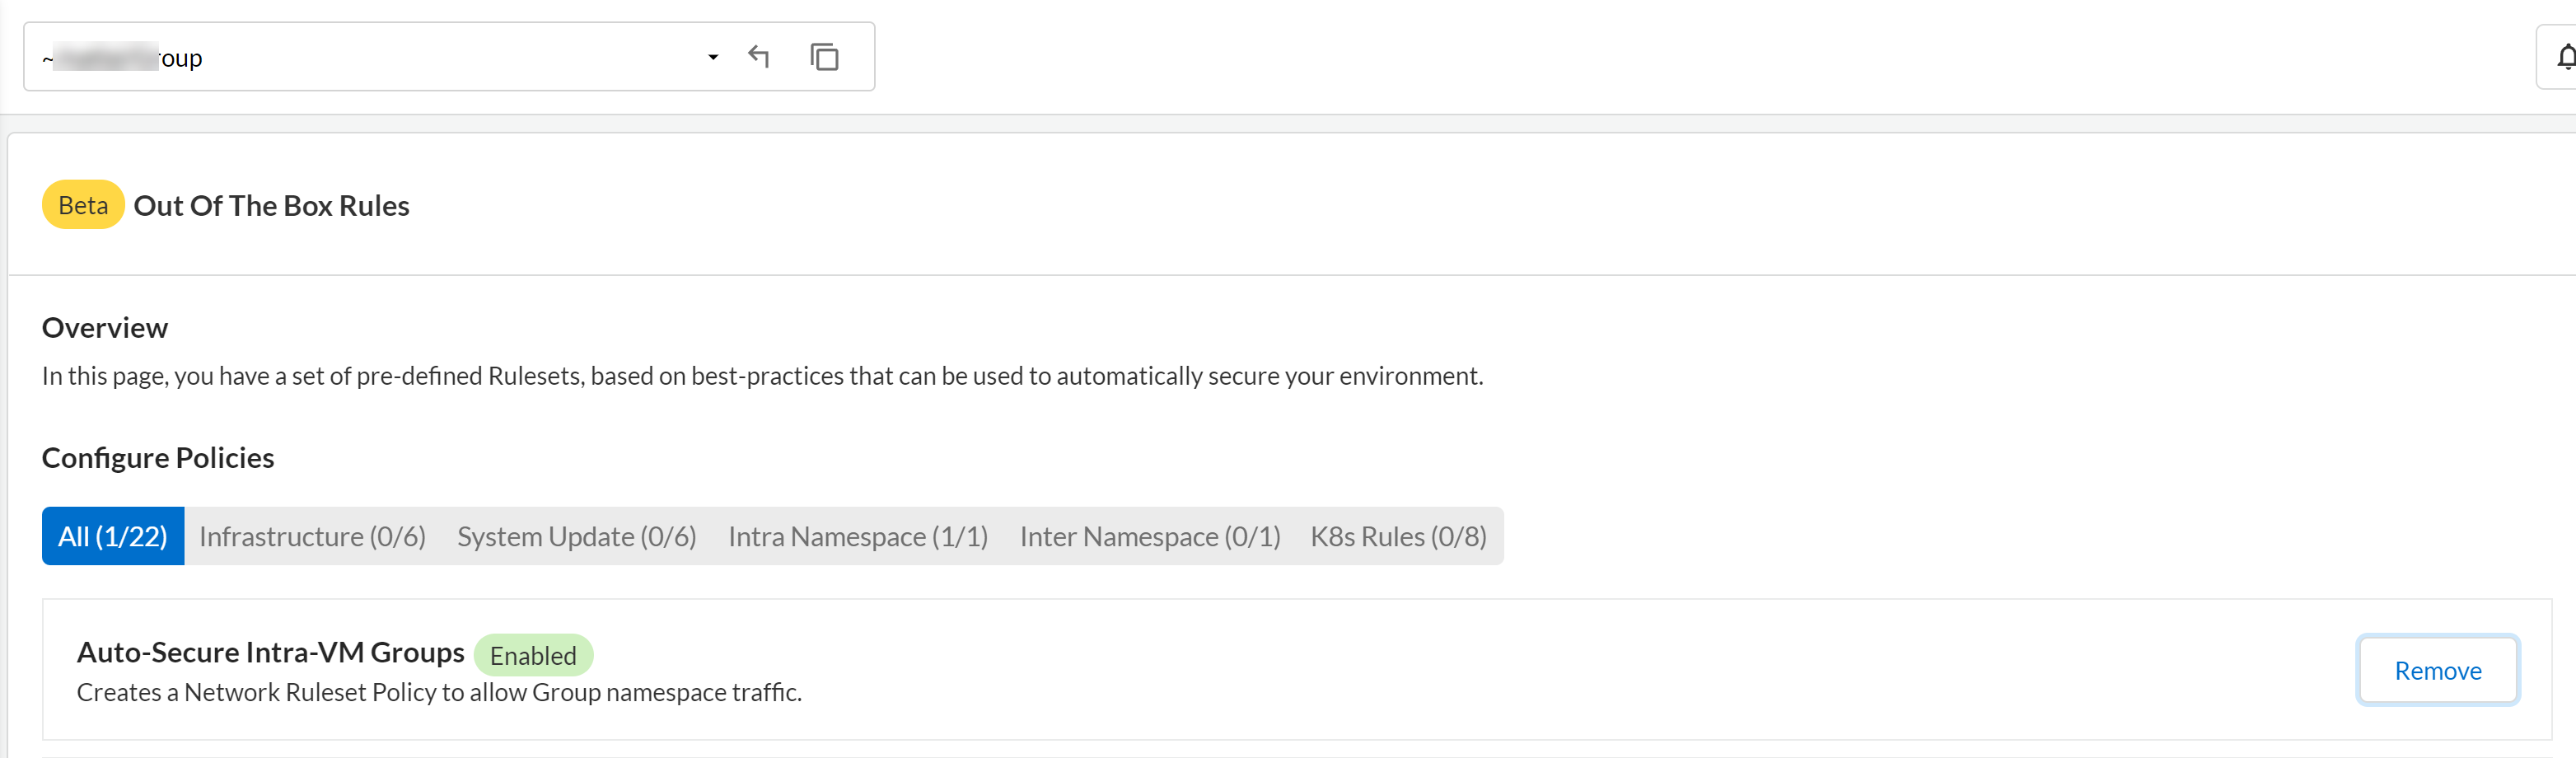 ~ roup
Beta Out Of The Box Rules
Overview
In this page, you have a set of pre-defined Rulesets, based on best-practices that can be used to automatically secure your environment.
Configure Policies
All (1/22) Infrastructure (0/6) System Update (0/6) Intra Namespace (1/1) Inter Namespace (0/1) K8s Rules (0/8)
Auto-Secure Intra-VM Groups Enabled
Creates a Network Ruleset Policy to allow Group namespace traffic.
Remove